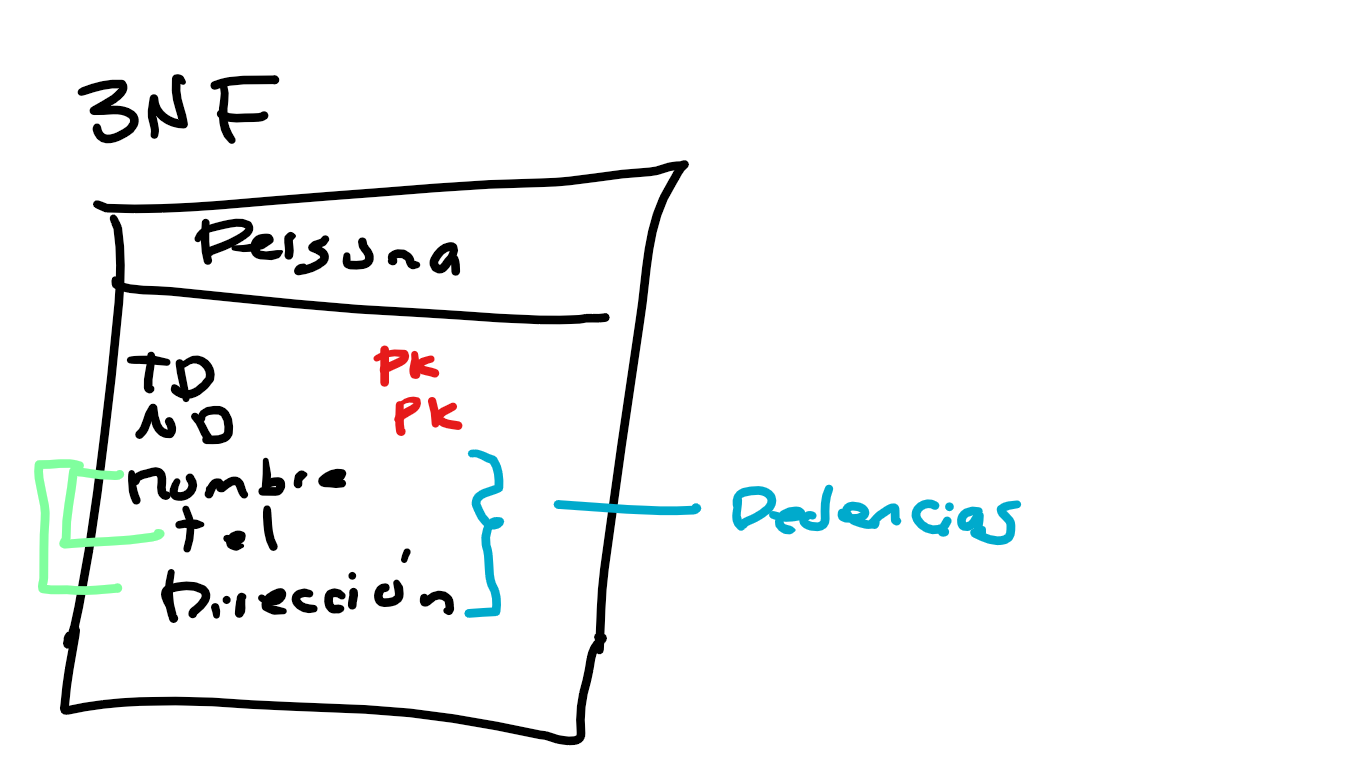 3NF
Persona
TD PK
ND PK
nombre
tel
Dedencias
Dirección